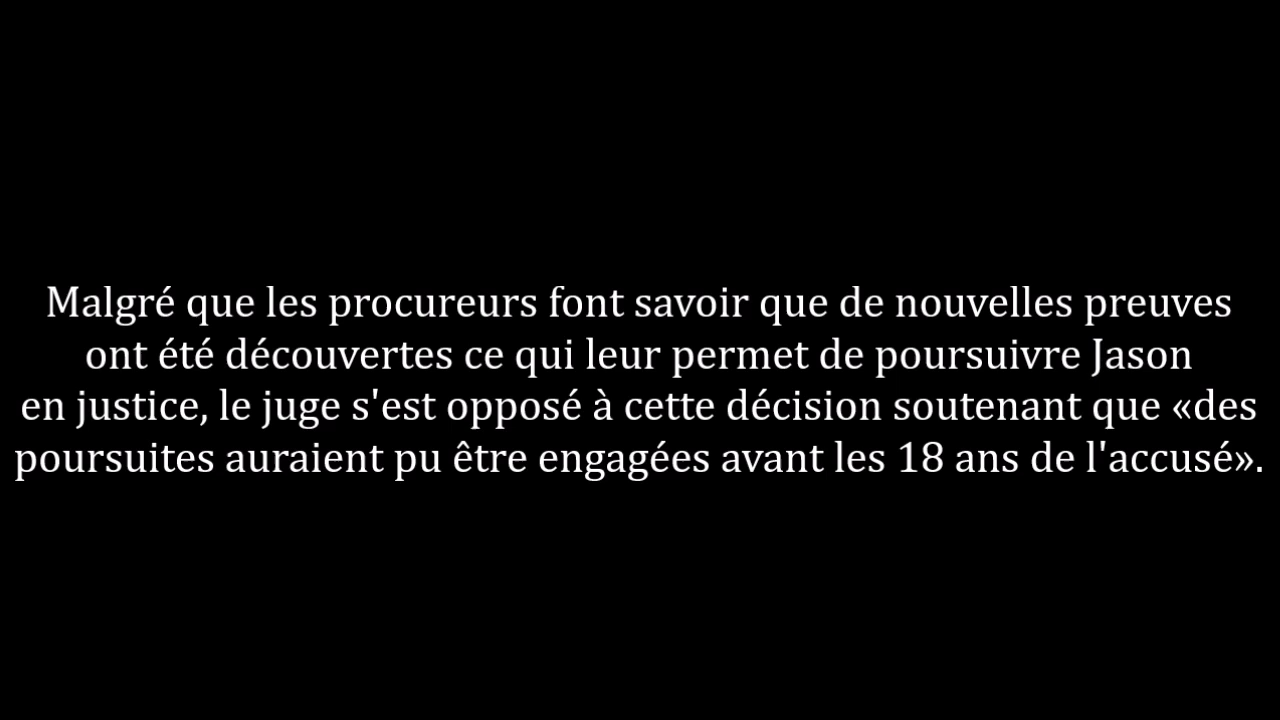 Malgré que les procureurs font savoir que de nouvelles preuves
ont été découvertes ce qui leur permet de poursuivre Jason
en justice, le juge s'est opposé à cette décision soutenant que «des
poursuites auraient pu être engagées avant les 18 ans de l'accusé».